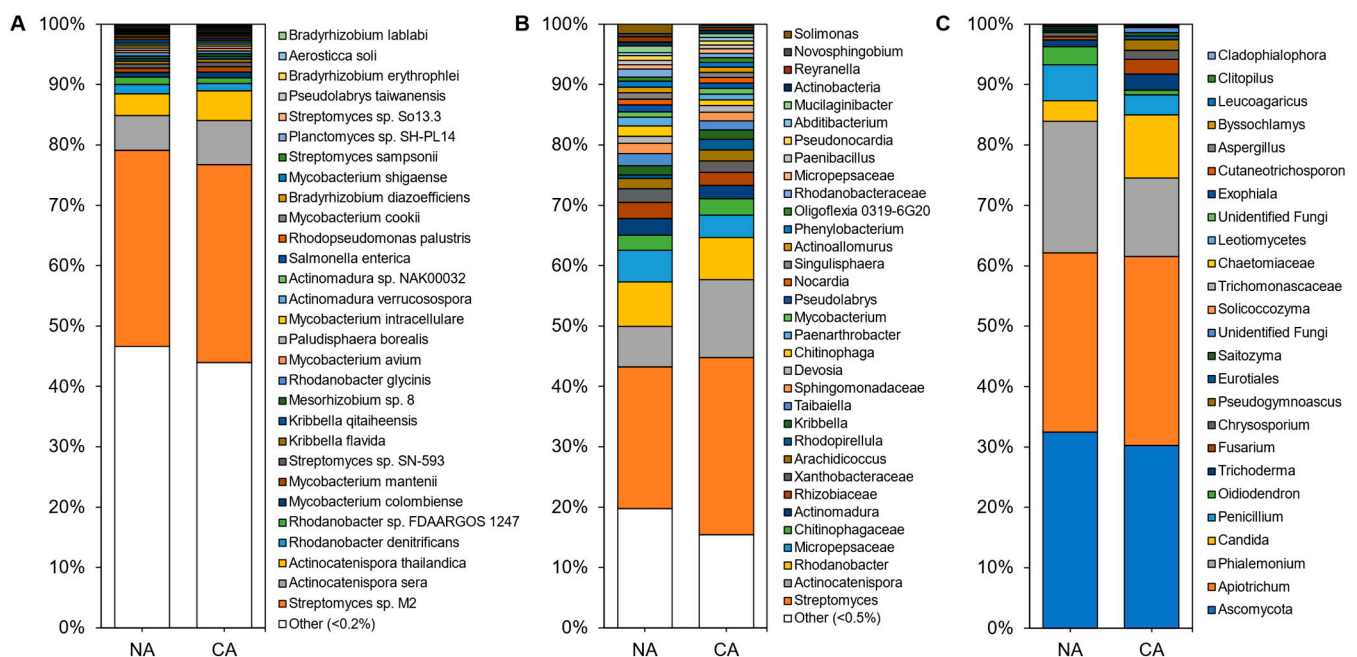 A
100%
90%
80%
70%
60%
50%
40%
30%
20%
10%
0%
NA
CA
Bradyrhizobium lablabi
Aerosticca soli
Bradyrhizobium erythrophlei
Pseudolabrys taiwanensis
Streptomyces sp. So13.3
Planctomyces sp. SH-PL14
Streptomyces sampsonii
Mycobacterium shigaense
Bradyrhizobium diazoefficiens
Mycobacterium cookii
Rhodopseudomonas palustris
Salmonella enterica
Actinomadura sp. NAK00032
Actinomadura verrucosospora
Mycobacterium intracellulare
Paludisphaera borealis
Mycobacterium avium
Rhodanobacter glycinis
Mesorhizobium sp. 8
Kribbella qitaiheensis
Kribbella flavida
Streptomyces sp. SN-593
Mycobacterium mantenii
Mycobacterium colombiense
Rhodanobacter sp. FDAARGOS 1247
Rhodanobacter denitrificans
Actinocatenispora thailandica
Actinocatenispora sera
Streptomyces sp. M2
Other (<0.2%)
B
100%
90%
80%
70%
60%
50%
40%
30%
20%
10%
0%
NA
CA
Solimonas
Novosphingobium
Reyranella
Actinobacteria
Mucilaginibacter
Abditibacterium
Pseudonocardia
Paenibacillus
Micropepsaceae
Rhodanobacteraceae
Oligoflexia 0319-6G20
Phenylobacterium
Actinoallomurus
Singulisphaera
Nocardia
Pseudolabrys
Mycobacterium
Paenarthrobacter
Chitinophaga
Devosia
Sphingomonadaceae
Taibaiella
Kribbella
Rhodopirellula
Arachidicoccus
Xanthobacteraceae
Rhizobiaceae
Actinomadura
Chitinophagaceae
Micropepsaceae
Rhodanobacter
Actinocatenispora
Streptomyces
Other (<0.5%)
C
100%
90%
80%
70%
60%
50%
40%
30%
20%
10%
0%
NA
CA
Cladophialophora
Clitopilus
Leucoagaricus
Byssochlamys
Aspergillus
Cutaneotrichosporon
Exophiala
Unidentified Fungi
Leotiomycetes
Chaetomiaceae
Trichomonascaceae
Solicoccozyma
Unidentified Fungi
Saitozyma
Eurotiales
Pseudogymnoascus
Chrysosporium
Fusarium
Trichoderma
Oidiodendron
Penicillium
Candida
Phialemonium
Apiotrichum
Ascomycota